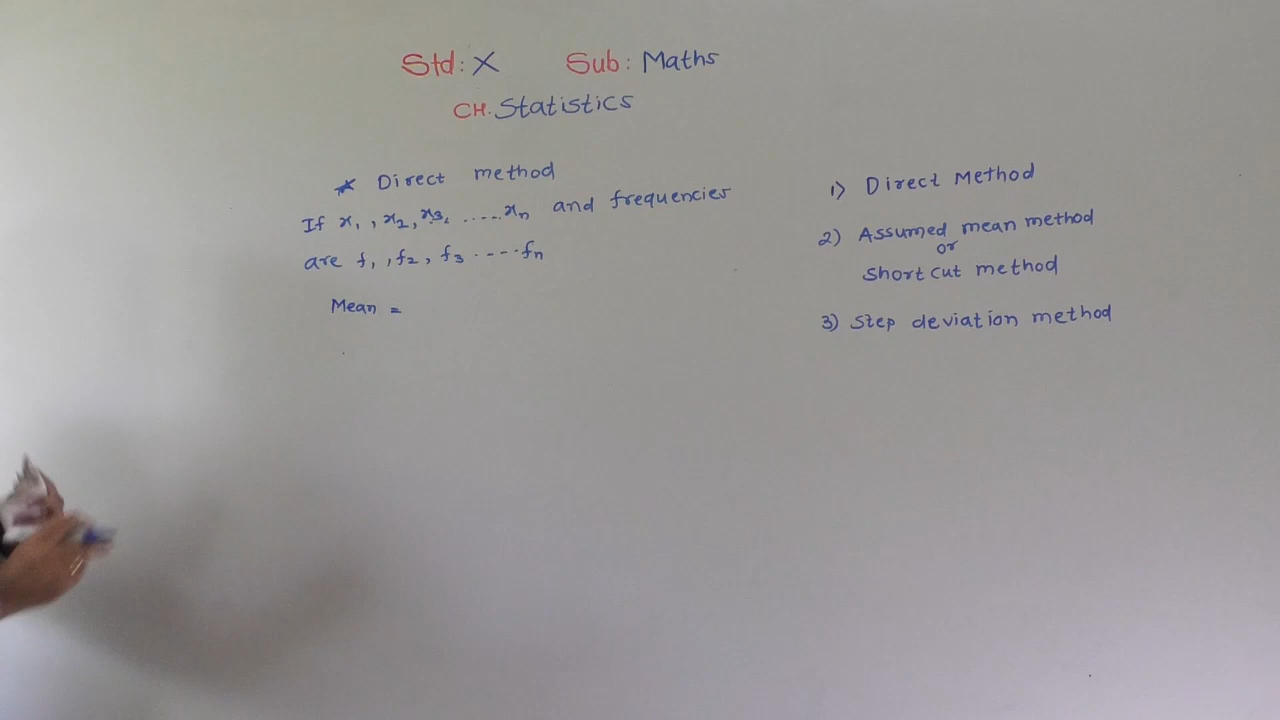 Std: X Sub: Maths
CH. Statistics
* Direct method
If x₁, x₂, x₃, ..... xₙ and frequencies
are f₁, f₂, f₃ ..... fₙ
Mean =
1) Direct Method
2) Assumed mean method
or
Short cut method
3) Step deviation method